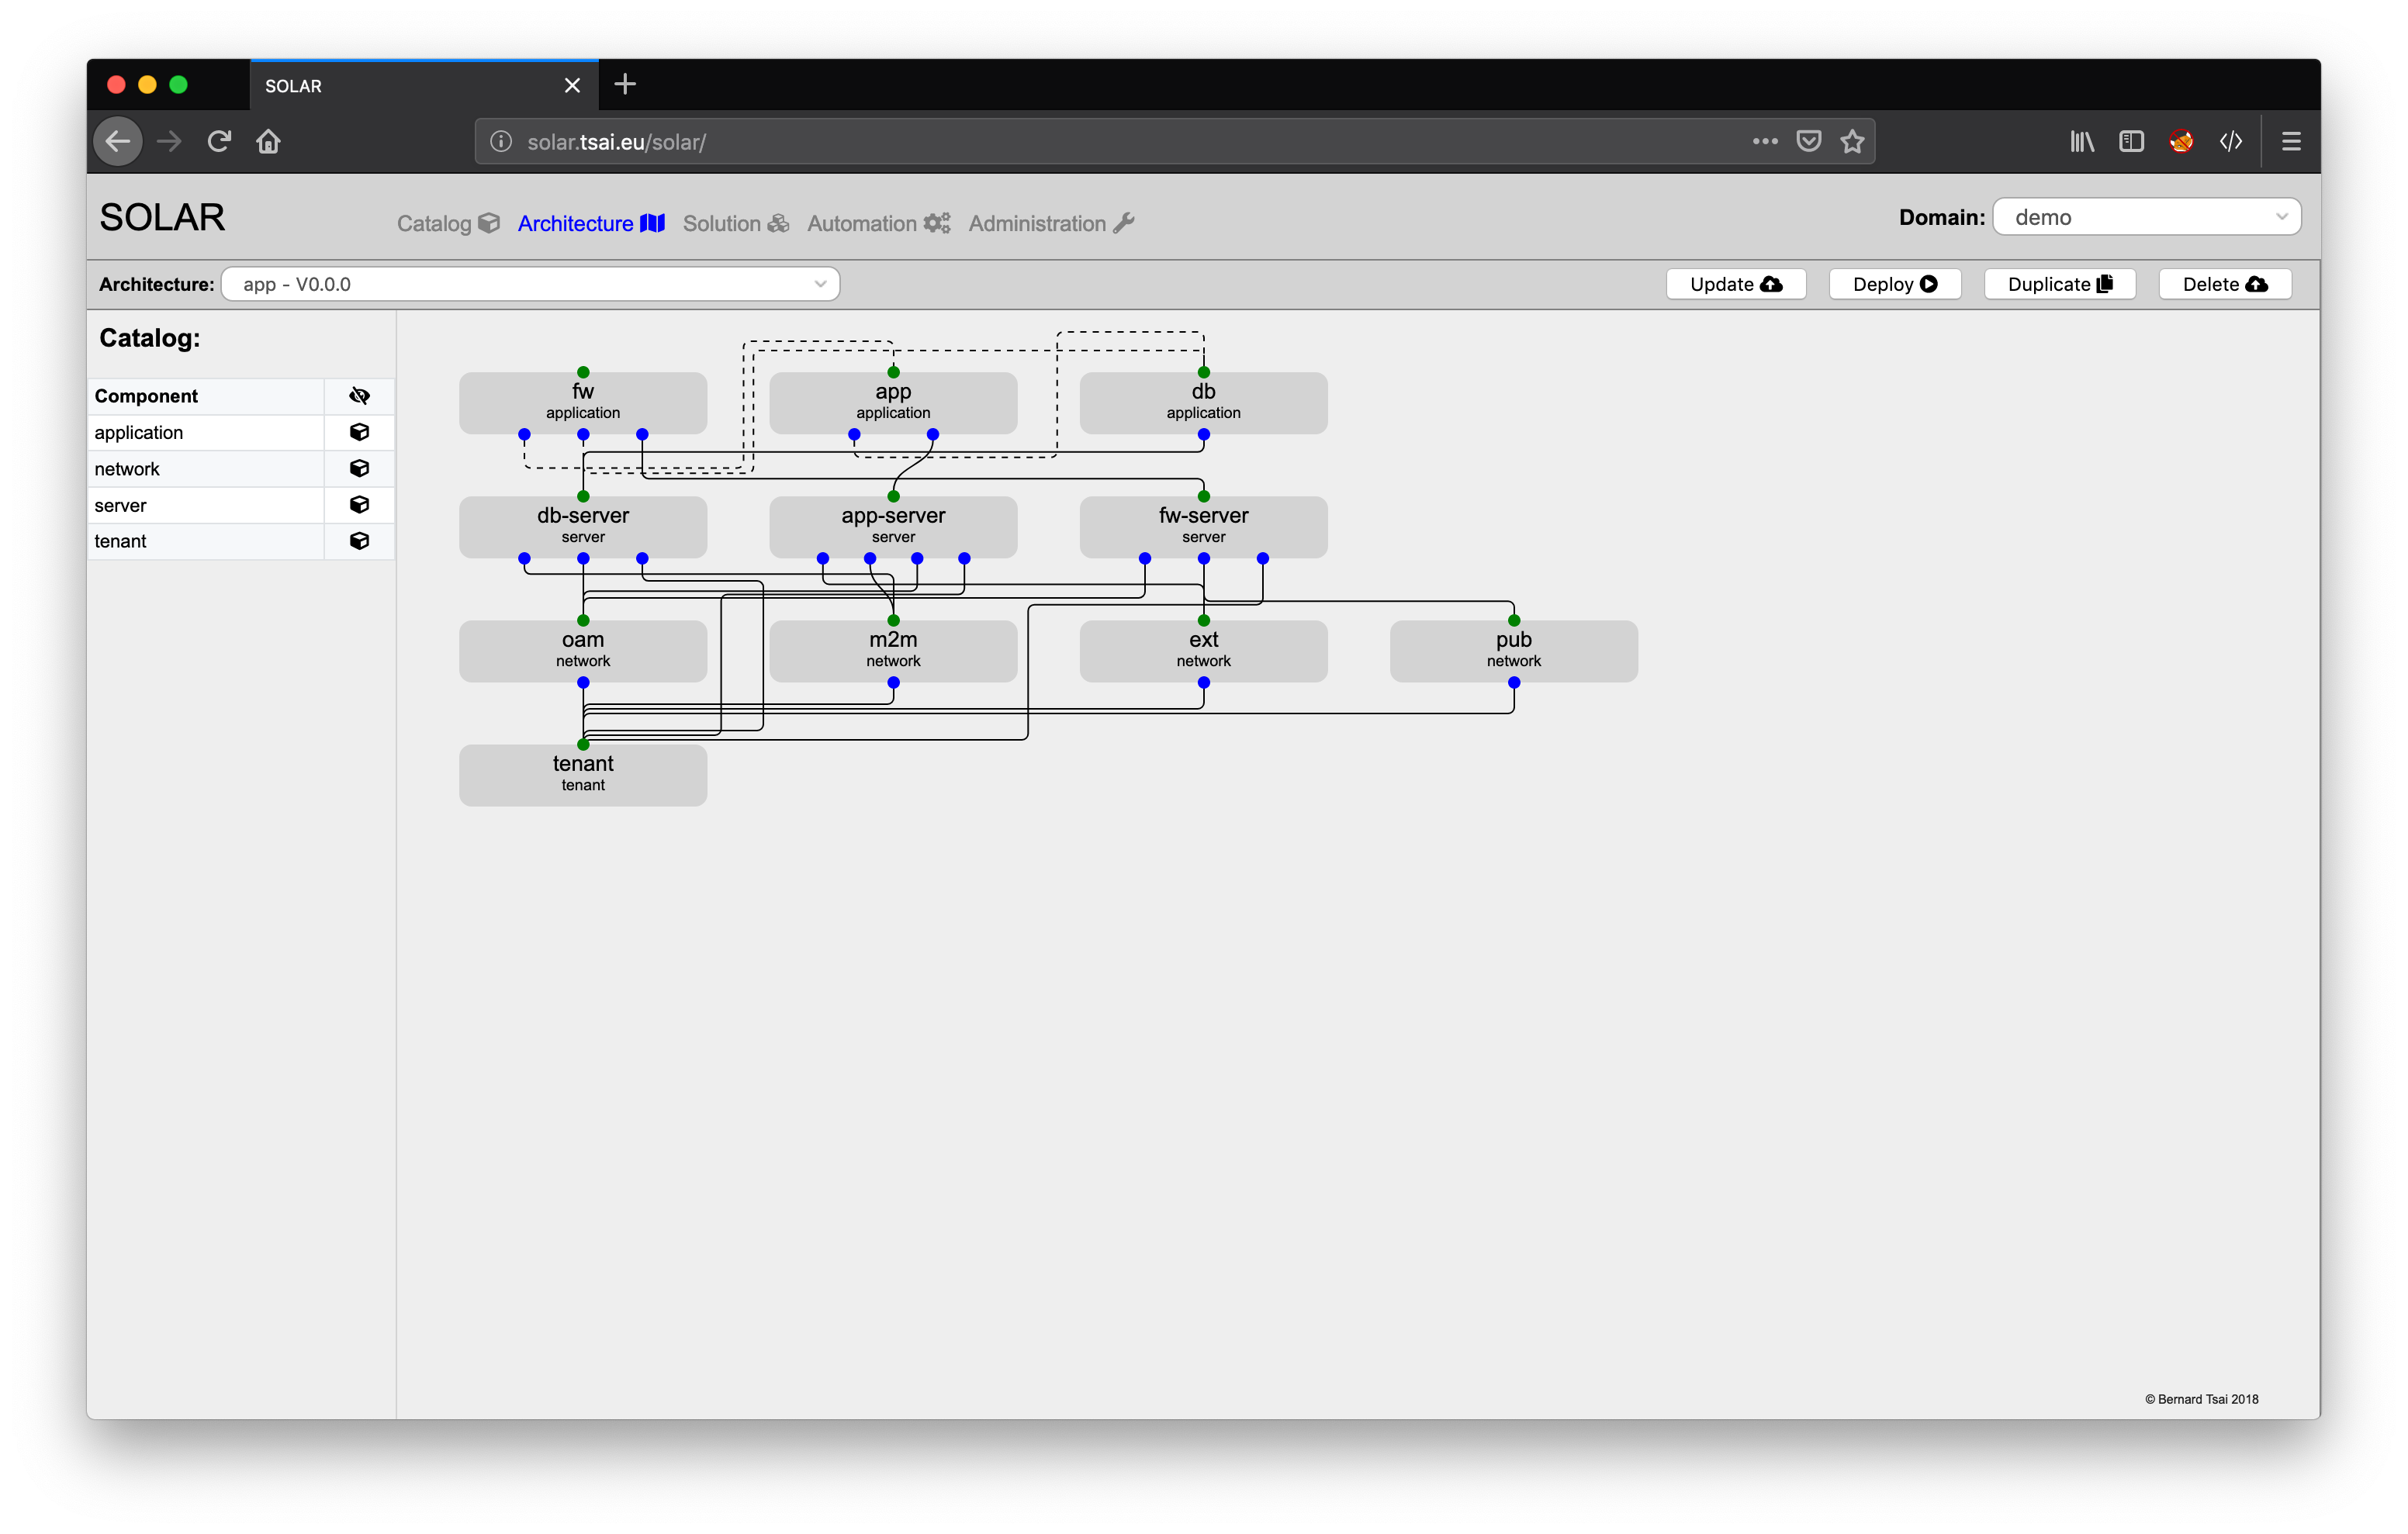 SOLAR
solar.tsai.eu/solar/
SOLAR
Catalog Architecture Solution Automation Administration
Domain: demo
Architecture: app - V0.0.0
Update Deploy Duplicate Delete
Catalog:
Component
application
network
server
tenant
fw
application
app
application
db
application
db-server
server
app-server
server
fw-server
server
oam
network
m2m
network
ext
network
pub
network
tenant
tenant
© Bernard Tsai 2018